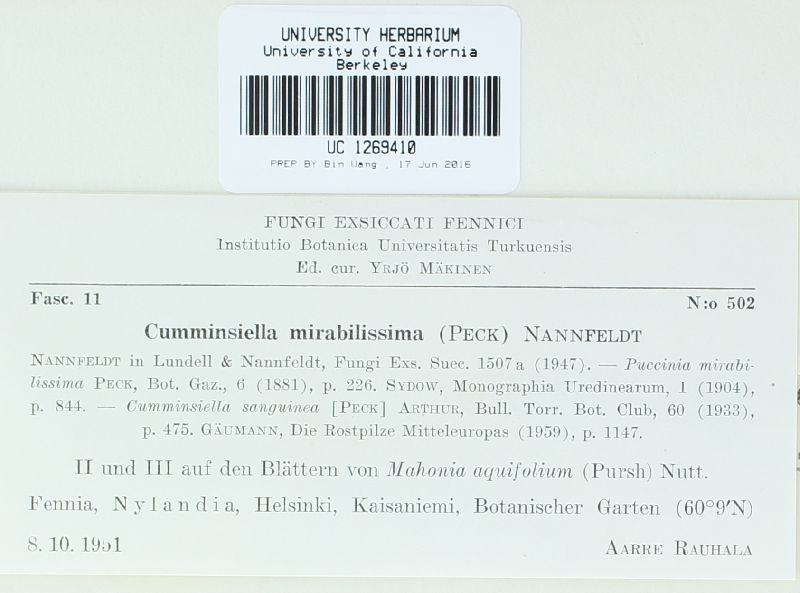 UNIVERSITY HERBARIUM
University of California
Berkeley
UC 1269410
PREP BY Bin Wang , 17 Jun 2016
FUNGI EXSICCATI FENNICI
Institutio Botanica Universitatis Turkuensis
Ed. cur. YRJÖ MÄKINEN
Fasc. 11 N:o 502
Cumminsiella mirabilissima (PECK) NANNFELDT
NANNFELDT in Lundell & Nannfeldt, Fungi Exs. Suec. 1507a (1947). — Puccinia mirabi-
lissima PECK, Bot. Gaz., 6 (1881), p. 226. SYDOW, Monographia Uredinearum, 1 (1904),
p. 844. — Cumminsiella sanguinea [PECK] ARTHUR, Bull. Torr. Bot. Club, 60 (1933),
p. 475. GÄUMANN, Die Rostpilze Mitteleuropas (1959), p. 1147.
II und III auf den Blättern von Mahonia aquifolium (Pursh) Nutt.
Fennia, Nylandia, Helsinki, Kaisaniemi, Botanischer Garten (60°9′N)
8. 10. 1951 AARRE RAUHALA